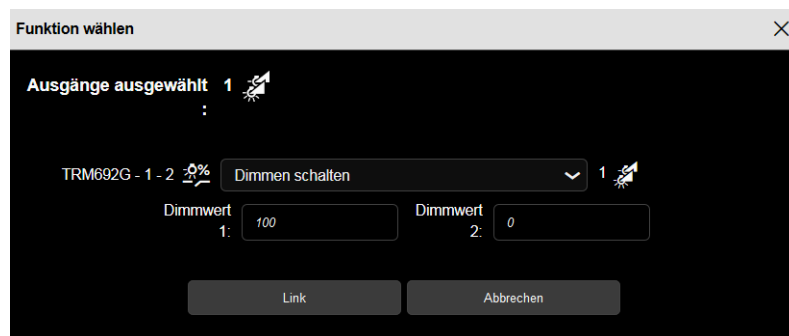 Funktion wählen
Ausgänge ausgewählt 1
:
TRM692G - 1 - 2 % Dimmen schalten 1
Dimmwert 1: 100 Dimmwert 2: 0
Link Abbrechen